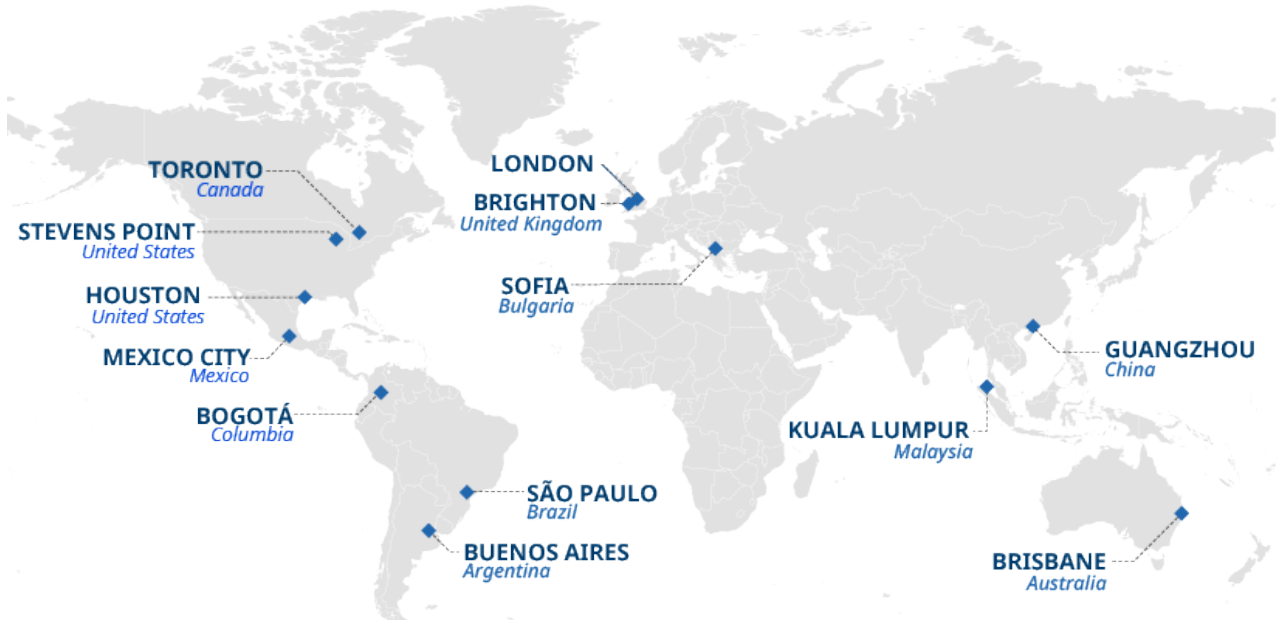 TORONTO
Canada
STEVENS POINT
United States
HOUSTON
United States
MEXICO CITY
Mexico
BOGOTÁ
Columbia
SÃO PAULO
Brazil
BUENOS AIRES
Argentina
LONDON
BRIGHTON
United Kingdom
SOFIA
Bulgaria
GUANGZHOU
China
KUALA LUMPUR
Malaysia
BRISBANE
Australia